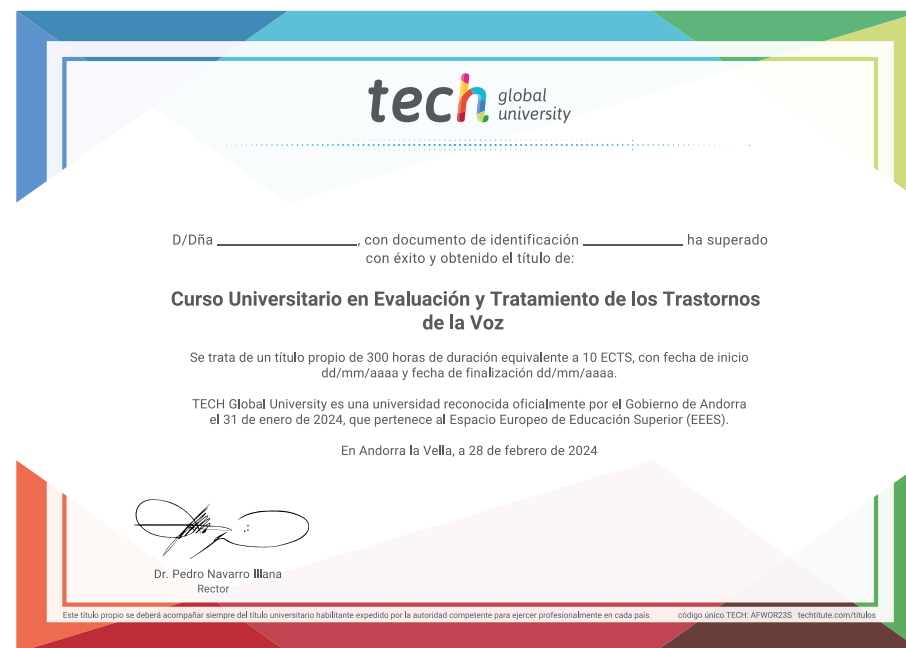 tech global
university
D/Dña ______________, con documento de identificación __________ ha superado
con éxito y obtenido el título de:
Curso Universitario en Evaluación y Tratamiento de los Trastornos
de la Voz
Se trata de un título propio de 300 horas de duración equivalente a 10 ECTS, con fecha de inicio
dd/mm/aaaa y fecha de finalización dd/mm/aaaa.
TECH Global University es una universidad reconocida oficialmente por el Gobierno de Andorra
el 31 de enero de 2024, que pertenece al Espacio Europeo de Educación Superior (EEES).
En Andorra la Vella, a 28 de febrero de 2024
Dr. Pedro Navarro Illana
Rector
Este título propio se deberá acompañar siempre del título universitario habilitante expedido por la autoridad competente para ejercer profesionalmente en cada país. código único TECH: AFWOR23S techtitute.com/titulos